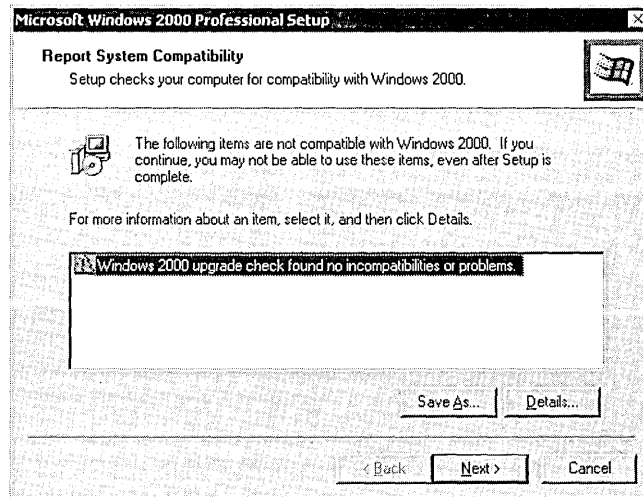 Microsoft Windows 2000 Professional Setup
Report System Compatibility
Setup checks your computer for compatibility with Windows 2000.
The following items are not compatible with Windows 2000. If you
continue, you may not be able to use these items, even after Setup is
complete.
For more information about an item, select it, and then click Details.
Windows 2000 upgrade check found no incompatibilities or problems.
Save As... Details...
< Back Next > Cancel